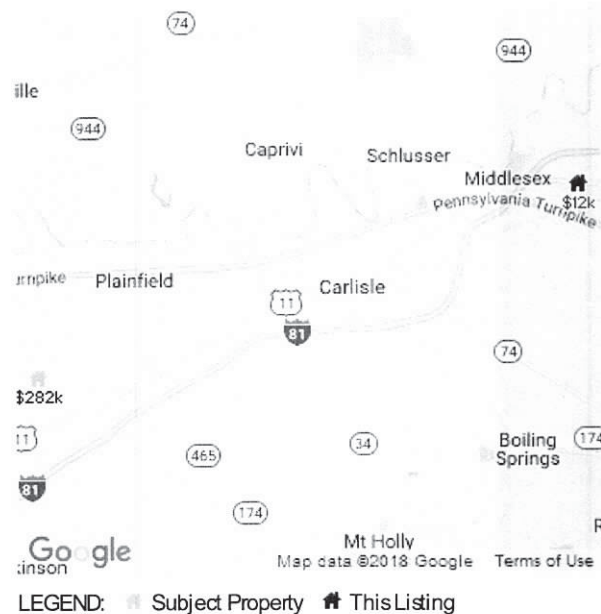 74
944
ille
944
Caprivi
Schlusser
Middlesex
$12k
Pennsylvania Turnpike
urnpike
Plainfield
Carlisle
11
81
74
$282k
11
465
34
Boiling
Springs
174
81
174
Mt Holly
R
Google
Map data ©2018 Google
Terms of Use
kinson
LEGEND: Subject Property This Listing